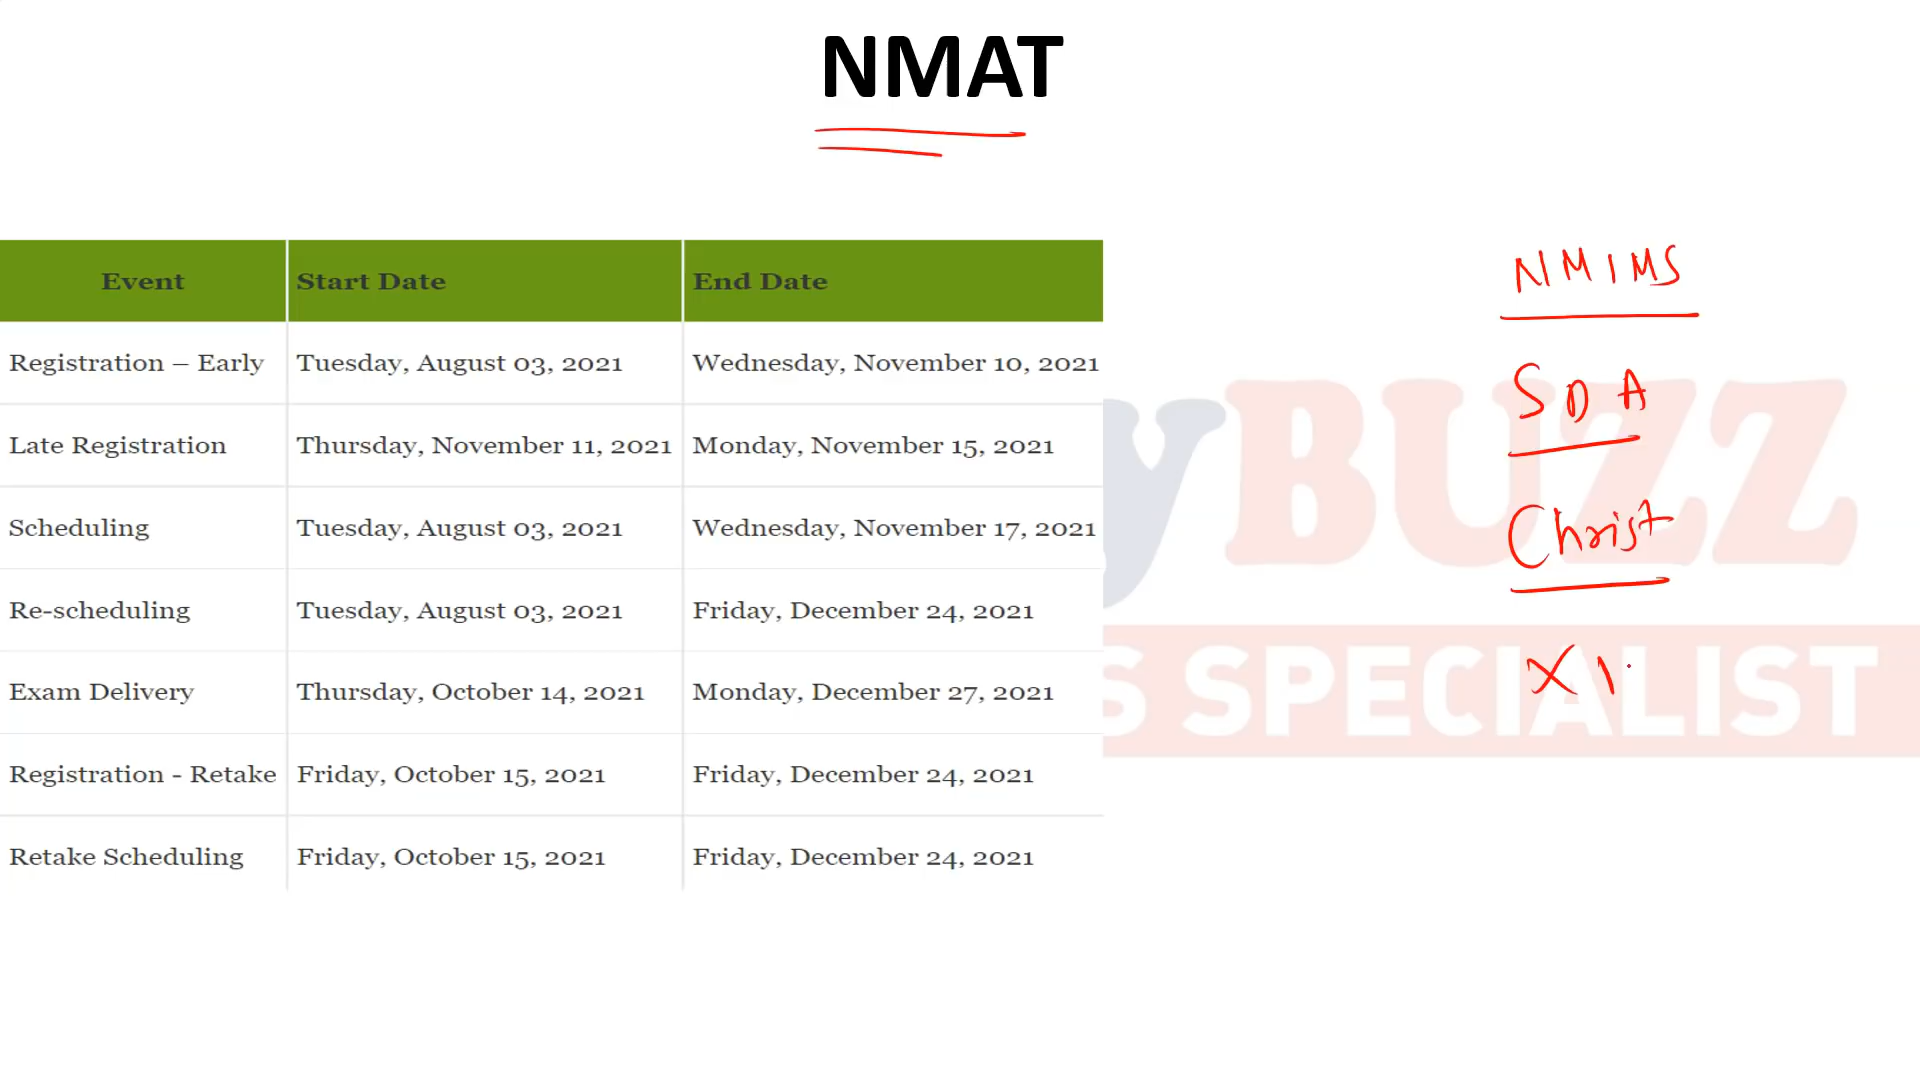 NMAT
Event Start Date End Date
Registration – Early Tuesday, August 03, 2021 Wednesday, November 10, 2021
Late Registration Thursday, November 11, 2021 Monday, November 15, 2021
Scheduling Tuesday, August 03, 2021 Wednesday, November 17, 2021
Re-scheduling Tuesday, August 03, 2021 Friday, December 24, 2021
Exam Delivery Thursday, October 14, 2021 Monday, December 27, 2021
Registration - Retake Friday, October 15, 2021 Friday, December 24, 2021
Retake Scheduling Friday, October 15, 2021 Friday, December 24, 2021
NMIMS
SDA
Christ
XI
yBUZZ
S SPECIALIST